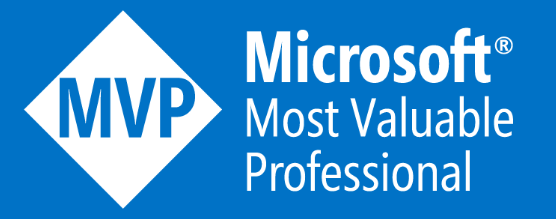 MVP
Microsoft®
Most Valuable
Professional